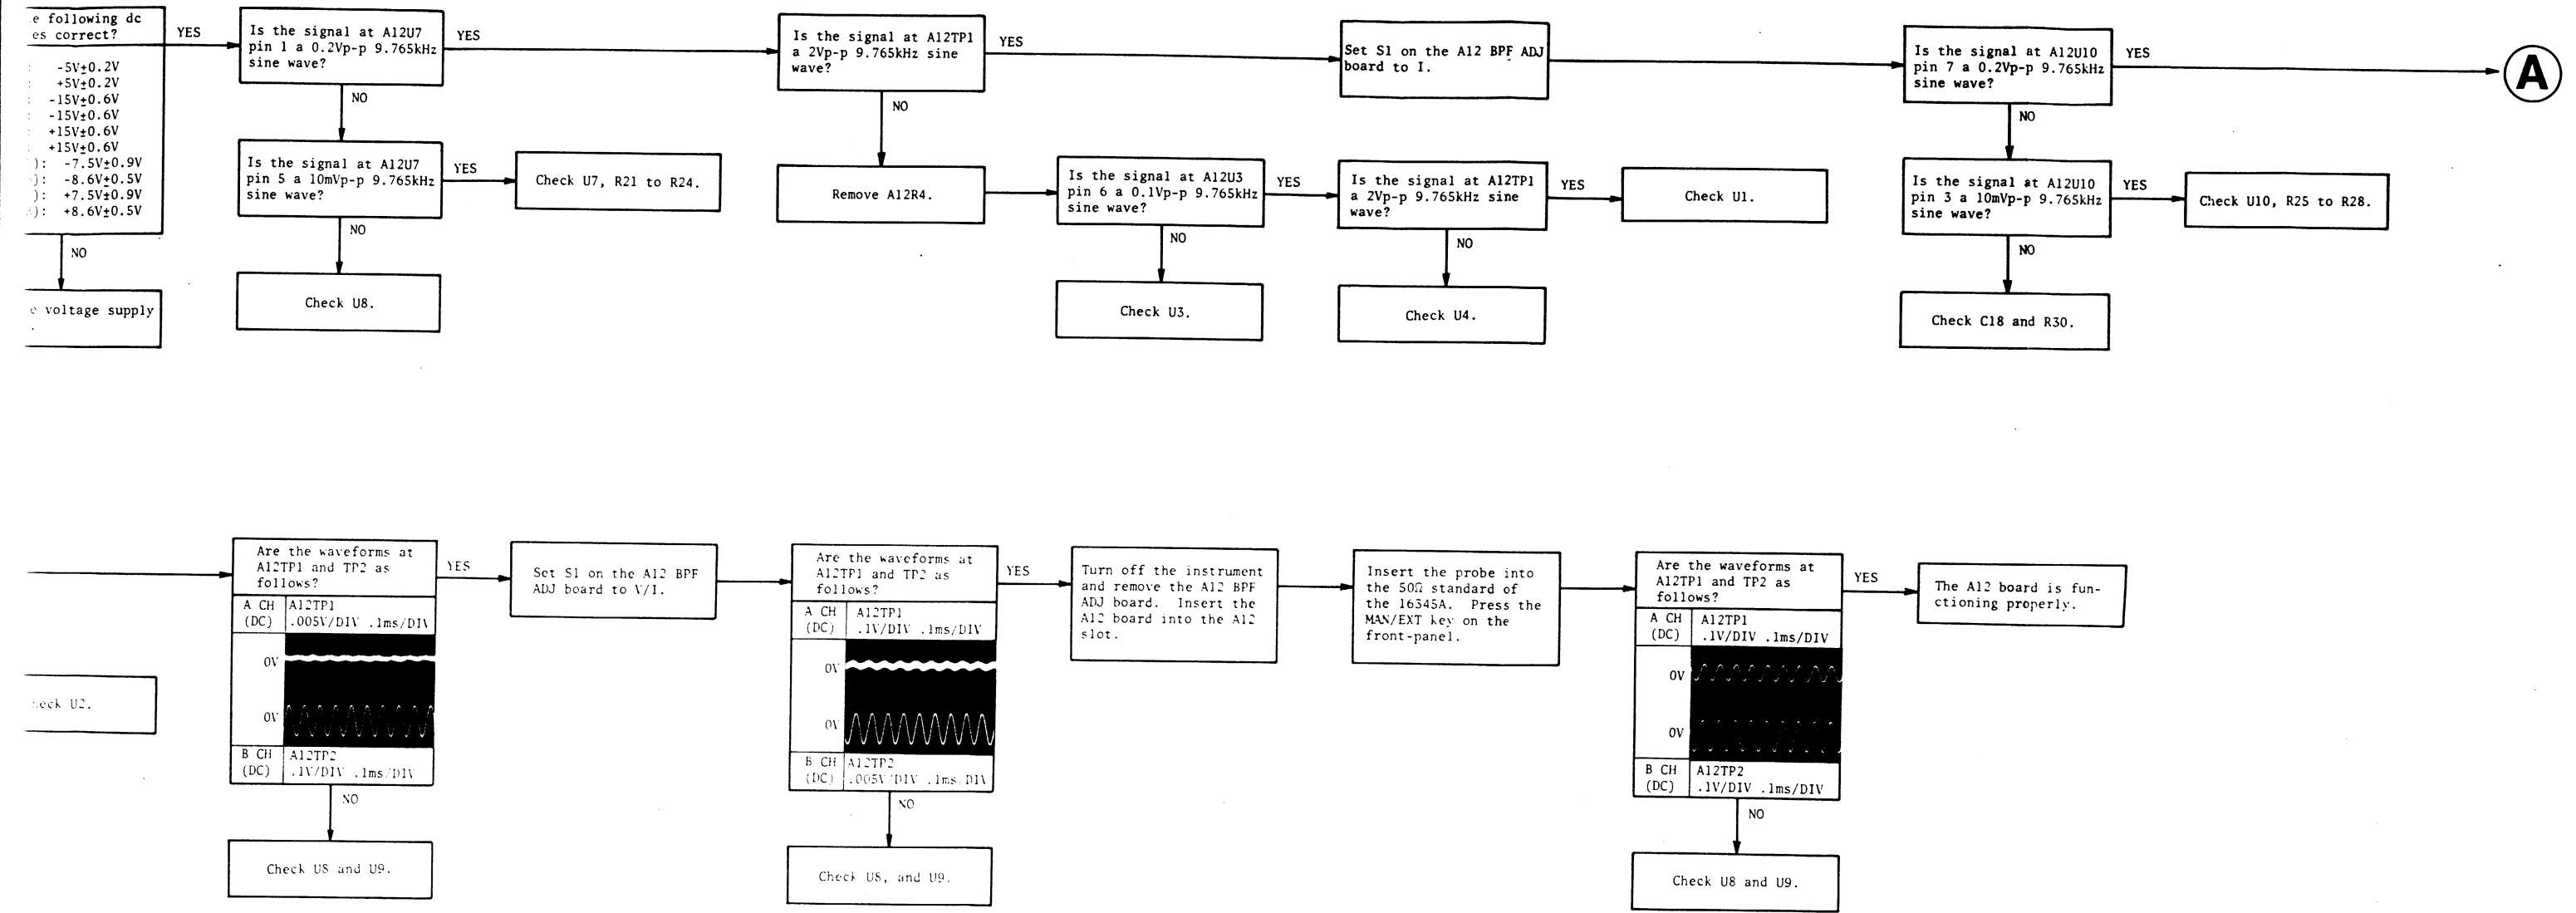 e following dc
es correct?
-5V±0.2V
+5V±0.2V
-15V±0.6V
-15V±0.6V
+15V±0.6V
+15V±0.6V
): -7.5V±0.9V
): -8.6V±0.5V
): +7.5V±0.9V
): +8.6V±0.5V
YES
NO
e voltage supply
.
Is the signal at A12U7
pin 1 a 0.2Vp-p 9.765kHz
sine wave?
YES
NO
Is the signal at A12U7
pin 5 a 10mVp-p 9.765kHz
sine wave?
YES
Check U7, R21 to R24.
NO
Check U8.
Is the signal at A12TP1
a 2Vp-p 9.765kHz sine
wave?
YES
NO
Remove A12R4.
Is the signal at A12U3
pin 6 a 0.1Vp-p 9.765kHz
sine wave?
YES
NO
Check U3.
Is the signal at A12TP1
a 2Vp-p 9.765kHz sine
wave?
YES
Check U1.
NO
Check U4.
Set S1 on the A12 BPF ADJ
board to I.
Is the signal at A12U10
pin 7 a 0.2Vp-p 9.765kHz
sine wave?
YES
A
NO
Is the signal at A12U10
pin 3 a 10mVp-p 9.765kHz
sine wave?
YES
Check U10, R25 to R28.
NO
Check C18 and R30.
eck U2.
Are the waveforms at
A12TP1 and TP2 as
follows?
YES
A CH
(DC)
A12TP1
.005V/DIV .1ms/DIV
0V
0V
B CH
(DC)
A12TP2
.1V/DIV .1ms/DIV
NO
Check U8 and U9.
Set S1 on the A12 BPF
ADJ board to V/I.
Are the waveforms at
A12TP1 and TP2 as
follows?
YES
A CH
(DC)
A12TP1
.1V/DIV .1ms/DIV
0V
0V
B CH
(DC)
A12TP2
.005V/DIV .1ms/DIV
NO
Check U8, and U9.
Turn off the instrument
and remove the A12 BPF
ADJ board. Insert the
A12 board into the A12
slot.
Insert the probe into
the 50Ω standard of
the 16345A. Press the
MAN/EXT key on the
front-panel.
Are the waveforms at
A12TP1 and TP2 as
follows?
YES
A CH
(DC)
A12TP1
.1V/DIV .1ms/DIV
0V
0V
B CH
(DC)
A12TP2
.1V/DIV .1ms/DIV
NO
Check U8 and U9.
The A12 board is fun-
ctioning properly.